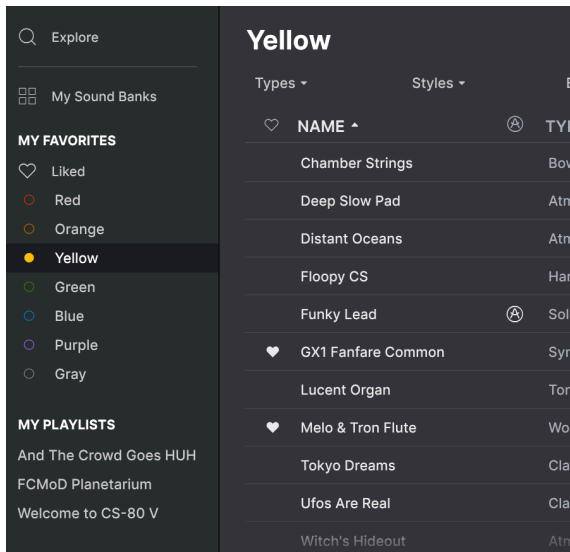 Explore
My Sound Banks
MY FAVORITES
Liked
Red
Orange
Yellow
Green
Blue
Purple
Gray
MY PLAYLISTS
And The Crowd Goes HUH
FCMoD Planetarium
Welcome to CS-80 V
Yellow
Types Styles
NAME
Chamber Strings
Deep Slow Pad
Distant Oceans
Floopy CS
Funky Lead
GX1 Fanfare Common
Lucent Organ
Melo & Tron Flute
Tokyo Dreams
Ufos Are Real
Witch's Hideout